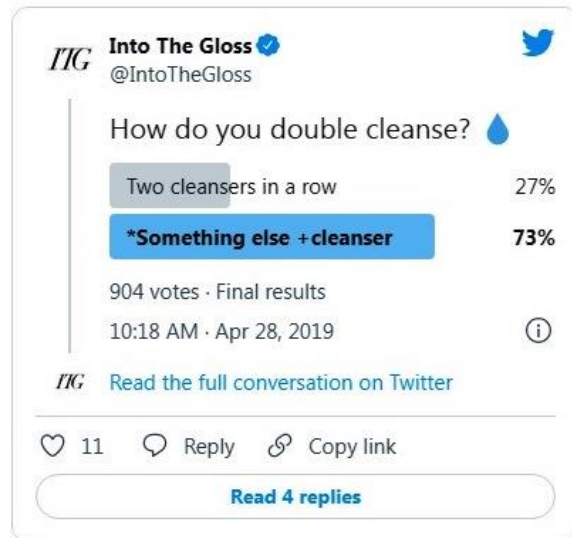 ITG Into The Gloss
@IntoTheGloss
How do you double cleanse? 💧
Two cleansers in a row 27%
*Something else +cleanser 73%
904 votes · Final results
10:18 AM · Apr 28, 2019
ITG Read the full conversation on Twitter
11 Reply Copy link
Read 4 replies